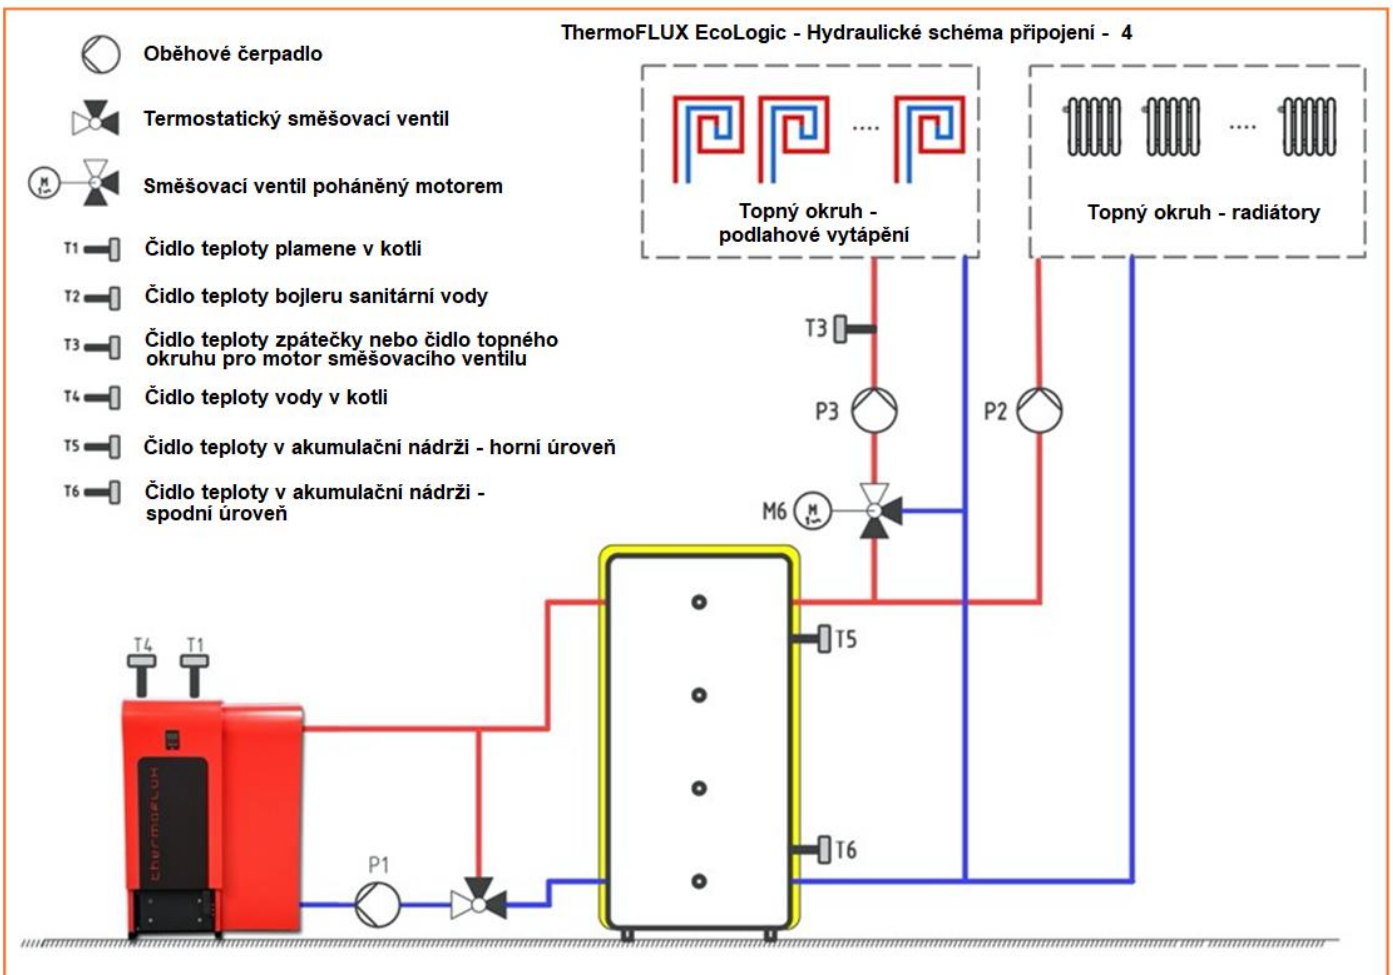 ThermoFLUX EcoLogic - Hydraulické schéma připojení - 4
Oběhové čerpadlo
Termostatický směšovací ventil
M
1~
Směšovací ventil poháněný motorem
T1 Čidlo teploty plamene v kotli
T2 Čidlo teploty bojleru sanitární vody
T3 Čidlo teploty zpátečky nebo čidlo topného
okruhu pro motor směšovacího ventilu
T4 Čidlo teploty vody v kotli
T5 Čidlo teploty v akumulační nádrži - horní úroveň
T6 Čidlo teploty v akumulační nádrži -
spodní úroveň
....
Topný okruh -
podlahové vytápění
....
Topný okruh - radiátory
T3
P3
P2
M6
M
1~
T5
T6
T4
T1
thermoFLUX
P1